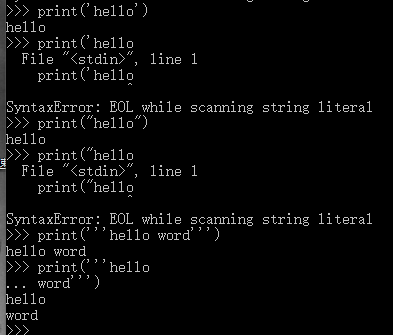 >>> print('hello')
hello
>>> print('hello
  File "<stdin>", line 1
    print('hello
               ^
SyntaxError: EOL while scanning string literal
>>> print("hello")
hello
>>> print("hello
  File "<stdin>", line 1
    print("hello
               ^
SyntaxError: EOL while scanning string literal
>>> print('''hello word''')
hello word
>>> print('''hello
... word''')
hello
word
>>>